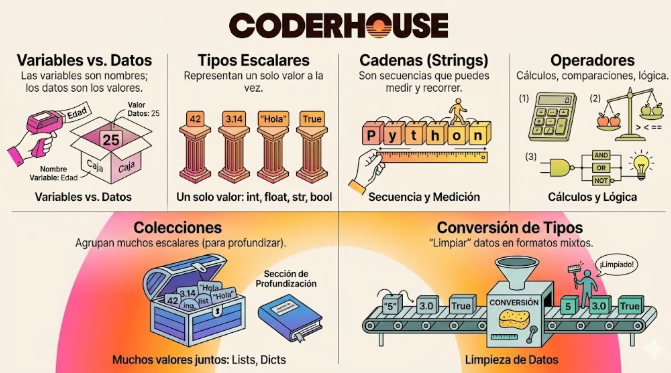 CODERHOUSE
Variables vs. Datos
Las variables son nombres;
los datos son los valores.
Edad
Valor
Datos: 25
25
Caja
Caja
Nombre
Variable: Edad
Variables vs. Datos
Tipos Escalares
Representan un solo valor a la
vez.
42
3.14
"Hola"
True
Un solo valor: int, float, str, bool
Cadenas (Strings)
Son secuencias que puedes
medir y recorrer.
Python
Secuencia y Medición
Operadores
Cálculos, comparaciones, lógica.
(1)
(2)
> < ==
(3)
AND
OR
NOT
Cálculos y Lógica
Colecciones
Agrupan muchos escalares (para profundizar).
3.14
"Hola"
42
list
"Hola"
Sección de
Profundización
Muchos valores juntos: Lists, Dicts
Conversión de Tipos
"Limpiar" datos en formatos mixtos.
¡Limpiado!
"5"
3.0
True
CONVERSIÓN
5
3.0
True
Limpieza de Datos